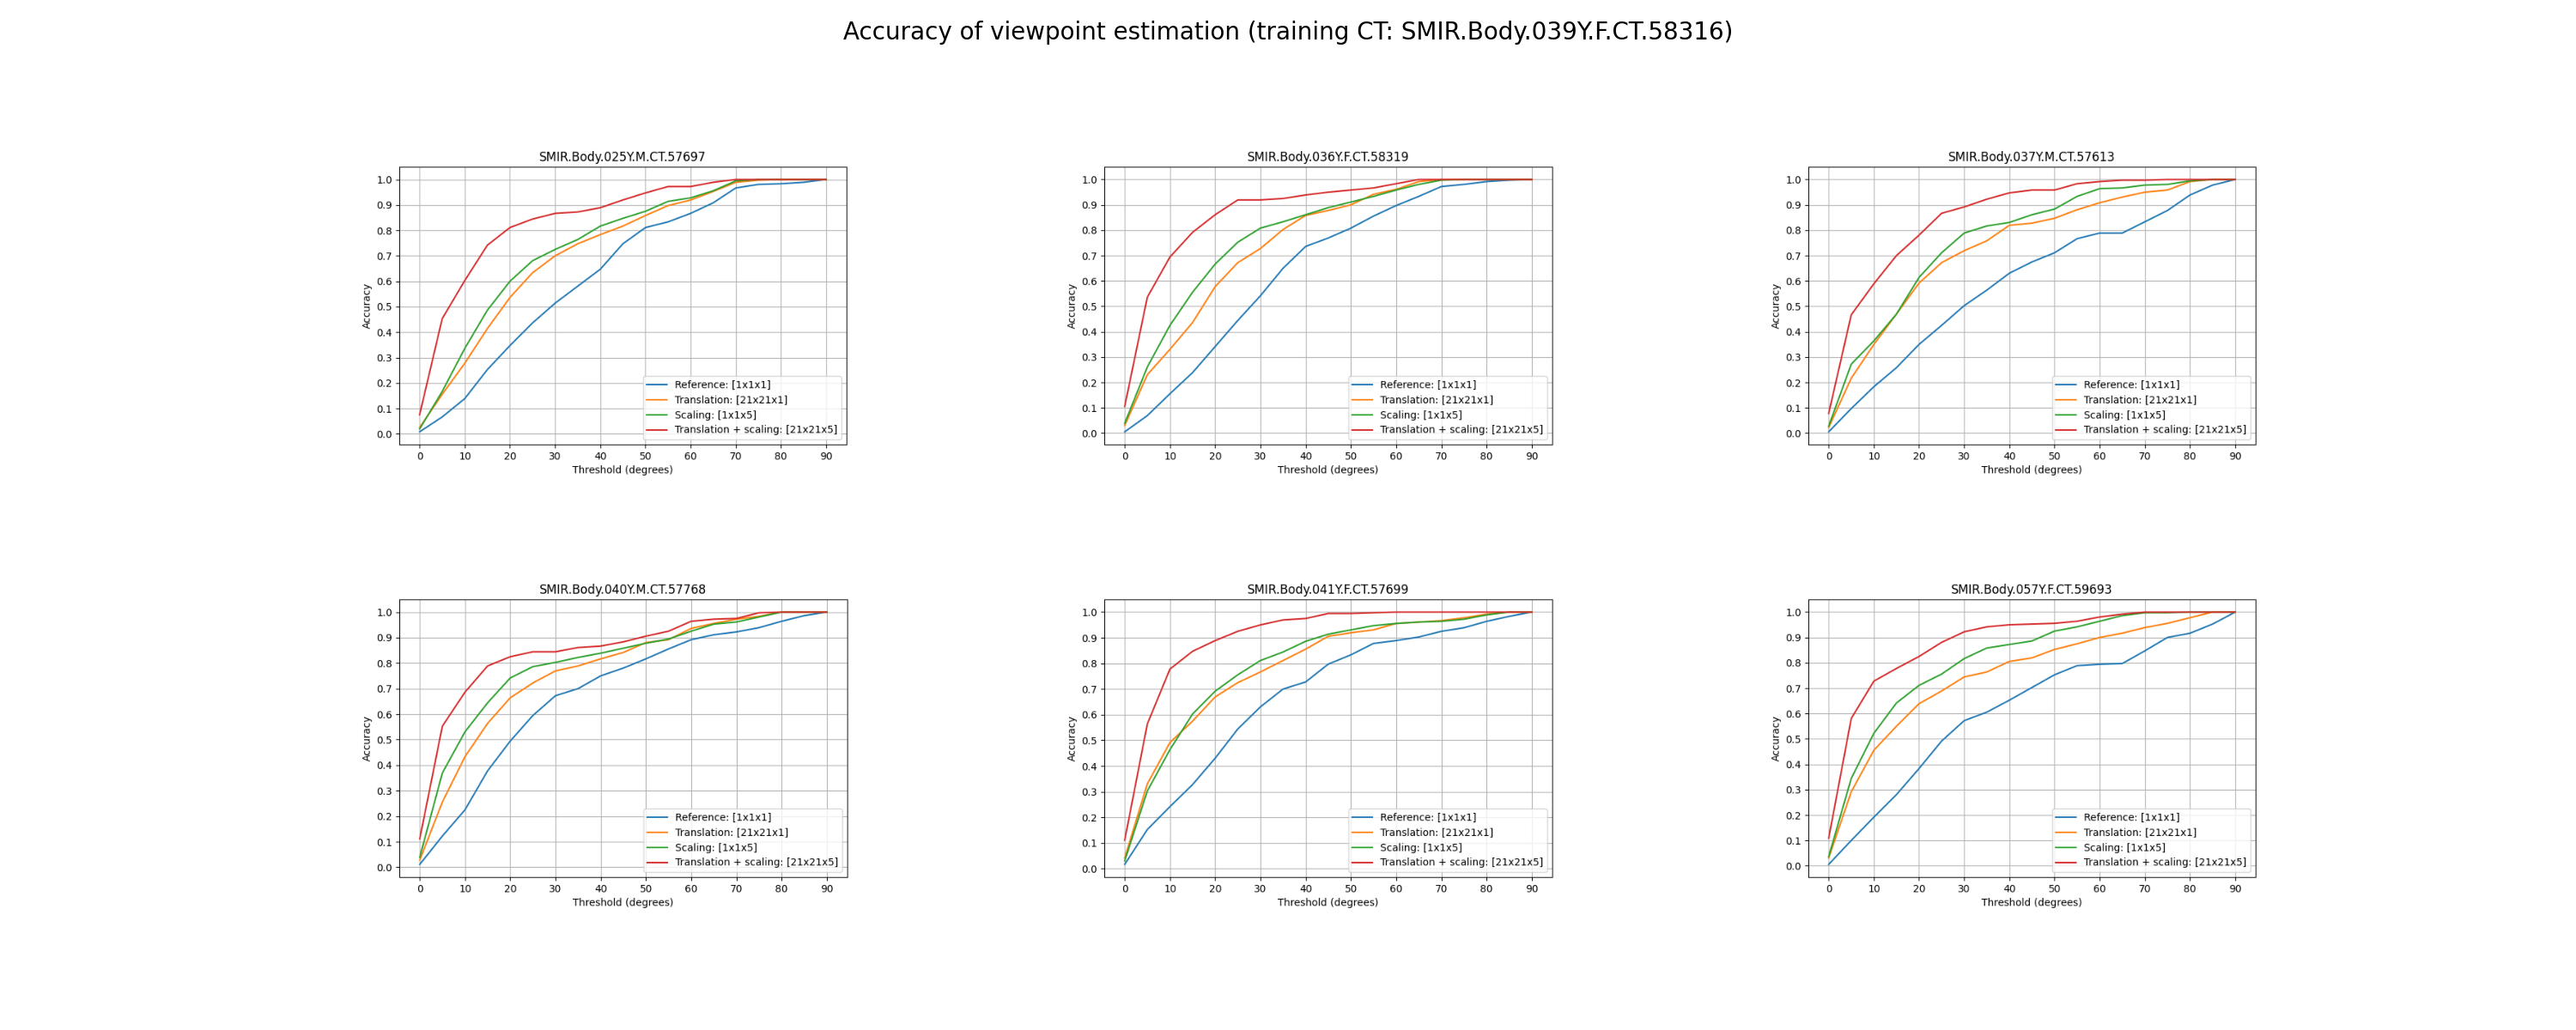 Accuracy of viewpoint estimation (training CT: SMIR.Body.039Y.F.CT.58316)
SMIR.Body.025Y.M.CT.57697
1.0
0.9
0.8
0.7
0.6
0.5
0.4
0.3
0.2
0.1
0.0
Accuracy
Reference: [1x1x1]
Translation: [21x21x1]
Scaling: [1x1x5]
Translation + scaling: [21x21x5]
0 10 20 30 40 50 60 70 80 90
Threshold (degrees)
SMIR.Body.036Y.F.CT.58319
1.0
0.9
0.8
0.7
0.6
0.5
0.4
0.3
0.2
0.1
0.0
Accuracy
Reference: [1x1x1]
Translation: [21x21x1]
Scaling: [1x1x5]
Translation + scaling: [21x21x5]
0 10 20 30 40 50 60 70 80 90
Threshold (degrees)
SMIR.Body.037Y.M.CT.57613
1.0
0.9
0.8
0.7
0.6
0.5
0.4
0.3
0.2
0.1
0.0
Accuracy
Reference: [1x1x1]
Translation: [21x21x1]
Scaling: [1x1x5]
Translation + scaling: [21x21x5]
0 10 20 30 40 50 60 70 80 90
Threshold (degrees)
SMIR.Body.040Y.M.CT.57768
1.0
0.9
0.8
0.7
0.6
0.5
0.4
0.3
0.2
0.1
0.0
Accuracy
Reference: [1x1x1]
Translation: [21x21x1]
Scaling: [1x1x5]
Translation + scaling: [21x21x5]
0 10 20 30 40 50 60 70 80 90
Threshold (degrees)
SMIR.Body.041Y.F.CT.57699
1.0
0.9
0.8
0.7
0.6
0.5
0.4
0.3
0.2
0.1
0.0
Accuracy
Reference: [1x1x1]
Translation: [21x21x1]
Scaling: [1x1x5]
Translation + scaling: [21x21x5]
0 10 20 30 40 50 60 70 80 90
Threshold (degrees)
SMIR.Body.057Y.F.CT.59693
1.0
0.9
0.8
0.7
0.6
0.5
0.4
0.3
0.2
0.1
0.0
Accuracy
Reference: [1x1x1]
Translation: [21x21x1]
Scaling: [1x1x5]
Translation + scaling: [21x21x5]
0 10 20 30 40 50 60 70 80 90
Threshold (degrees)